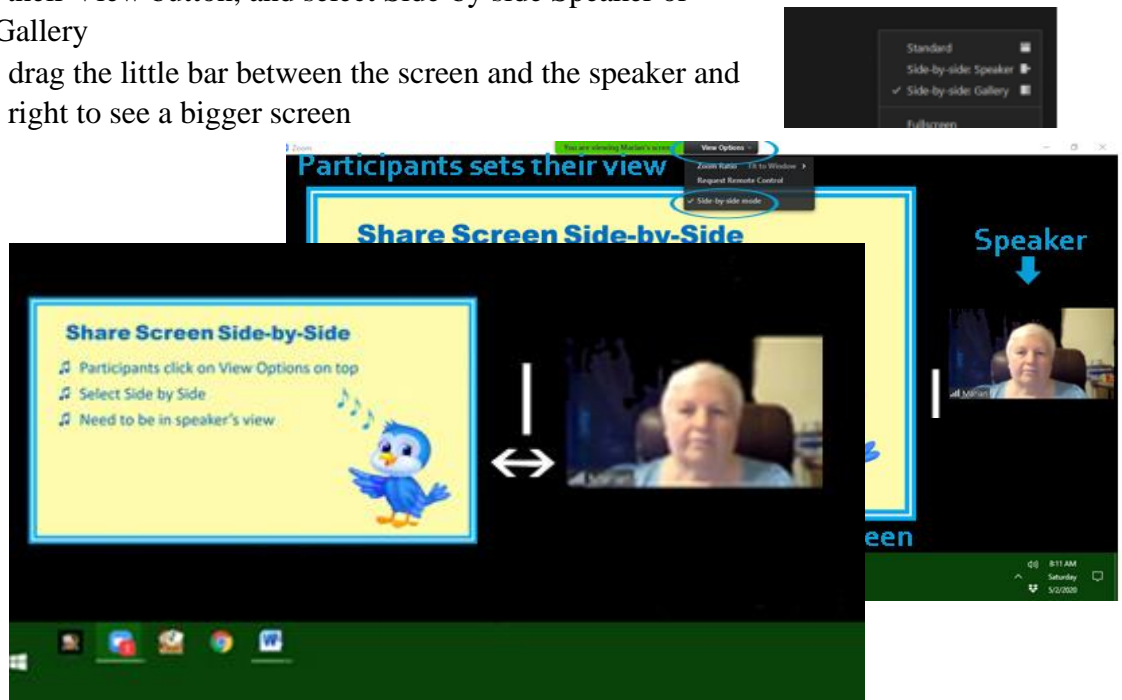 their View button, and select Side-by-side Speaker or
Gallery
drag the little bar between the screen and the speaker and
right to see a bigger screen
Standard
Side-by-side: Speaker
✓ Side-by-side: Gallery
Fullscreen
Zoom
You are viewing Marian's screen
View Options
Participants sets their view
Zoom Ratio Fit to Window >
Request Remote Control
✓ Side-by-side mode
Share Screen Side-by-Side
Speaker
Marian
Share Screen Side-by-Side
Participants click on View Options on top
Select Side by Side
Need to be in speaker's view
een
8:11 AM
Saturday
5/2/2020